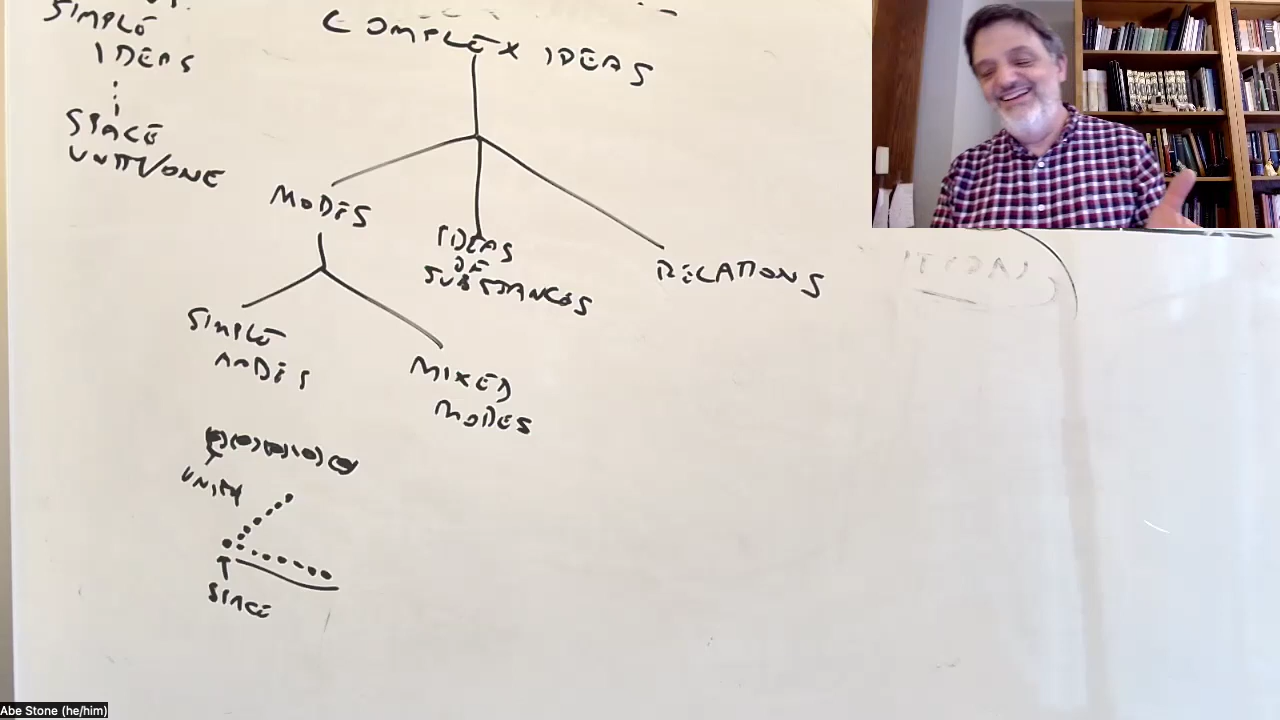 SIMPLE
IDEAS
SPACE
UNITY/ONE
COMPLEX IDEAS
MODES
IDEAS
OF
SUBSTANCES
RELATIONS
SIMPLE
MODES
MIXED
MODES
UNITY
SPACE
Abe Stone (he/him)